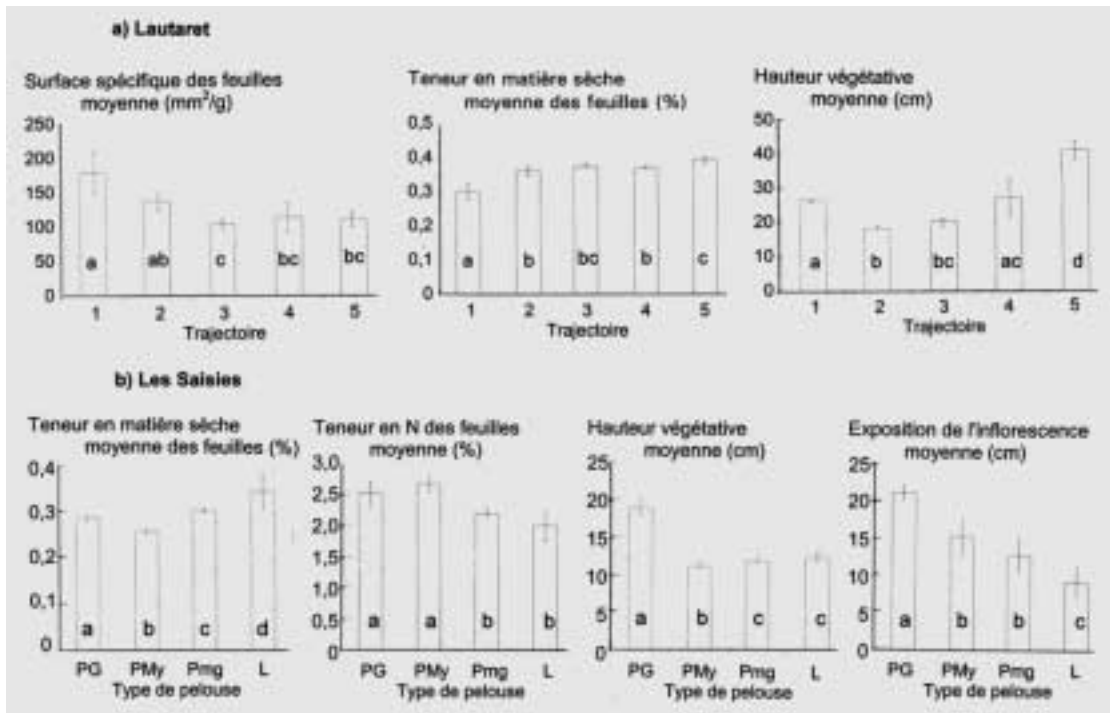 a) Lautaret
Surface spécifique des feuilles
moyenne (mm²/g)
250
200
150
100
50
0
a
ab
c
bc
bc
1 2 3 4 5
Trajectoire
Teneur en matière sèche
moyenne des feuilles (%)
0,5
0,4
0,3
0,2
0,1
0
a
b
bc
b
c
1 2 3 4 5
Trajectoire
Hauteur végétative
moyenne (cm)
50
40
30
20
10
0
a
b
bc
ac
d
1 2 3 4 5
Trajectoire
b) Les Saisies
Teneur en matière sèche
moyenne des feuilles (%)
0,4
0,3
0,2
0,1
0
a
b
c
d
PG PMy Pmg L
Type de pelouse
Teneur en N des feuilles
moyenne (%)
3,0
2,5
2,0
1,5
1,0
0,5
0
a
a
b
b
PG PMy Pmg L
Type de pelouse
Hauteur végétative
moyenne (cm)
25
20
15
10
5
0
a
b
c
c
PG PMy Pmg L
Type de pelouse
Exposition de l'inflorescence
moyenne (cm)
25
20
15
10
5
0
a
b
b
c
PG PMy Pmg L
Type de pelouse